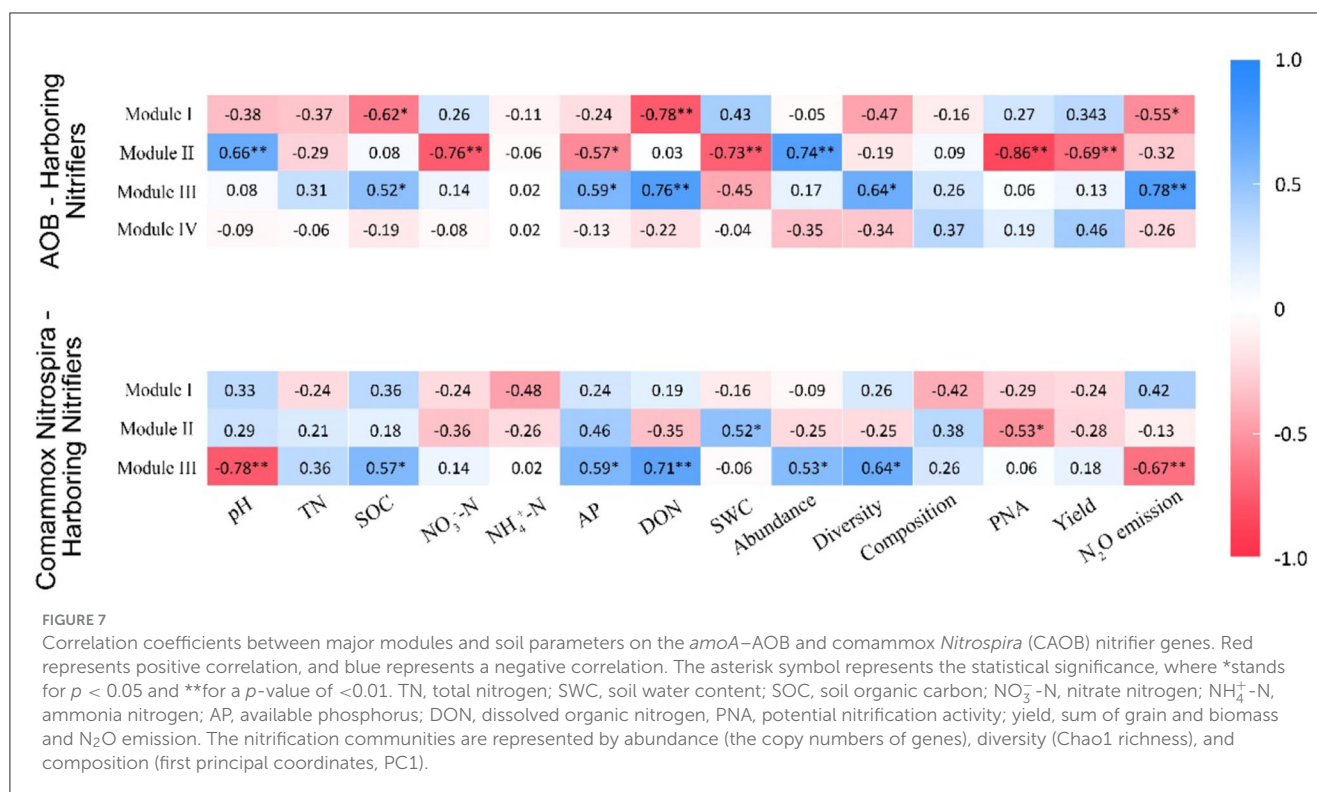 AOB - Harboring
Nitrifiers
Module I -0.38 -0.37 -0.62* 0.26 -0.11 -0.24 -0.78** 0.43 -0.05 -0.47 -0.16 0.27 0.343 -0.55*
Module II 0.66** -0.29 0.08 -0.76** -0.06 -0.57* 0.03 -0.73** 0.74** -0.19 0.09 -0.86** -0.69** -0.32
Module III 0.08 0.31 0.52* 0.14 0.02 0.59* 0.76** -0.45 0.17 0.64* 0.26 0.06 0.13 0.78**
Module IV -0.09 -0.06 -0.19 -0.08 0.02 -0.13 -0.22 -0.04 -0.35 -0.34 0.37 0.19 0.46 -0.26
Comammox Nitrospira -
Harboring Nitrifiers
Module I 0.33 -0.24 0.36 -0.24 -0.48 0.24 0.19 -0.16 -0.09 0.26 -0.42 -0.29 -0.24 0.42
Module II 0.29 0.21 0.18 -0.36 -0.26 0.46 -0.35 0.52* -0.25 -0.25 0.38 -0.53* -0.28 -0.13
Module III -0.78** 0.36 0.57* 0.14 0.02 0.59* 0.71** -0.06 0.53* 0.64* 0.26 0.06 0.18 -0.67**
pH TN SOC NO₃⁻-N NH₄⁺-N AP DON SWC Abundance Diversity Composition PNA Yield N₂O emission
1.0
0.5
0
-0.5
-1.0
FIGURE 7
Correlation coefficients between major modules and soil parameters on the amoA–AOB and comammox Nitrospira (CAOB) nitrifier genes. Red
represents positive correlation, and blue represents a negative correlation. The asterisk symbol represents the statistical significance, where *stands
for p < 0.05 and **for a p-value of <0.01. TN, total nitrogen; SWC, soil water content; SOC, soil organic carbon; NO₃⁻-N, nitrate nitrogen; NH₄⁺-N,
ammonia nitrogen; AP, available phosphorus; DON, dissolved organic nitrogen, PNA, potential nitrification activity; yield, sum of grain and biomass
and N₂O emission. The nitrification communities are represented by abundance (the copy numbers of genes), diversity (Chao1 richness), and
composition (first principal coordinates, PC1).